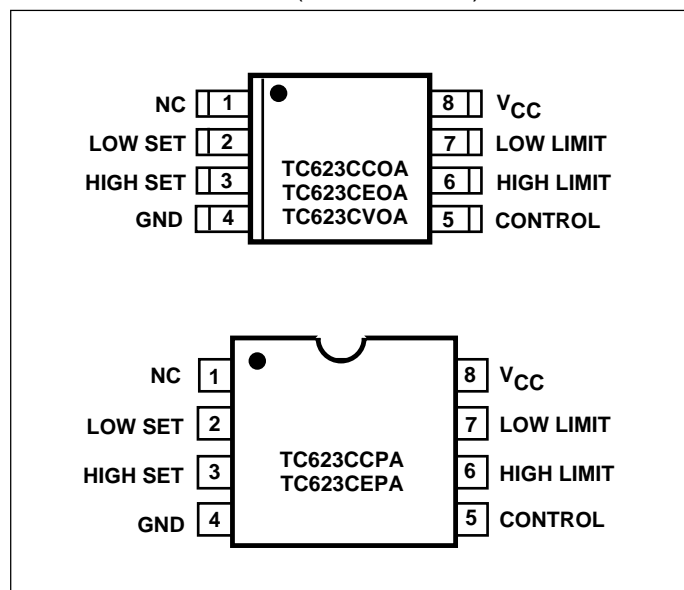 NC 1 8 VCC
LOW SET 2 7 LOW LIMIT
HIGH SET 3 6 HIGH LIMIT
GND 4 5 CONTROL
TC623CCOA
TC623CEOA
TC623CVOA
NC 1 8 VCC
LOW SET 2 7 LOW LIMIT
HIGH SET 3 6 HIGH LIMIT
GND 4 5 CONTROL
TC623CCPA
TC623CEPA